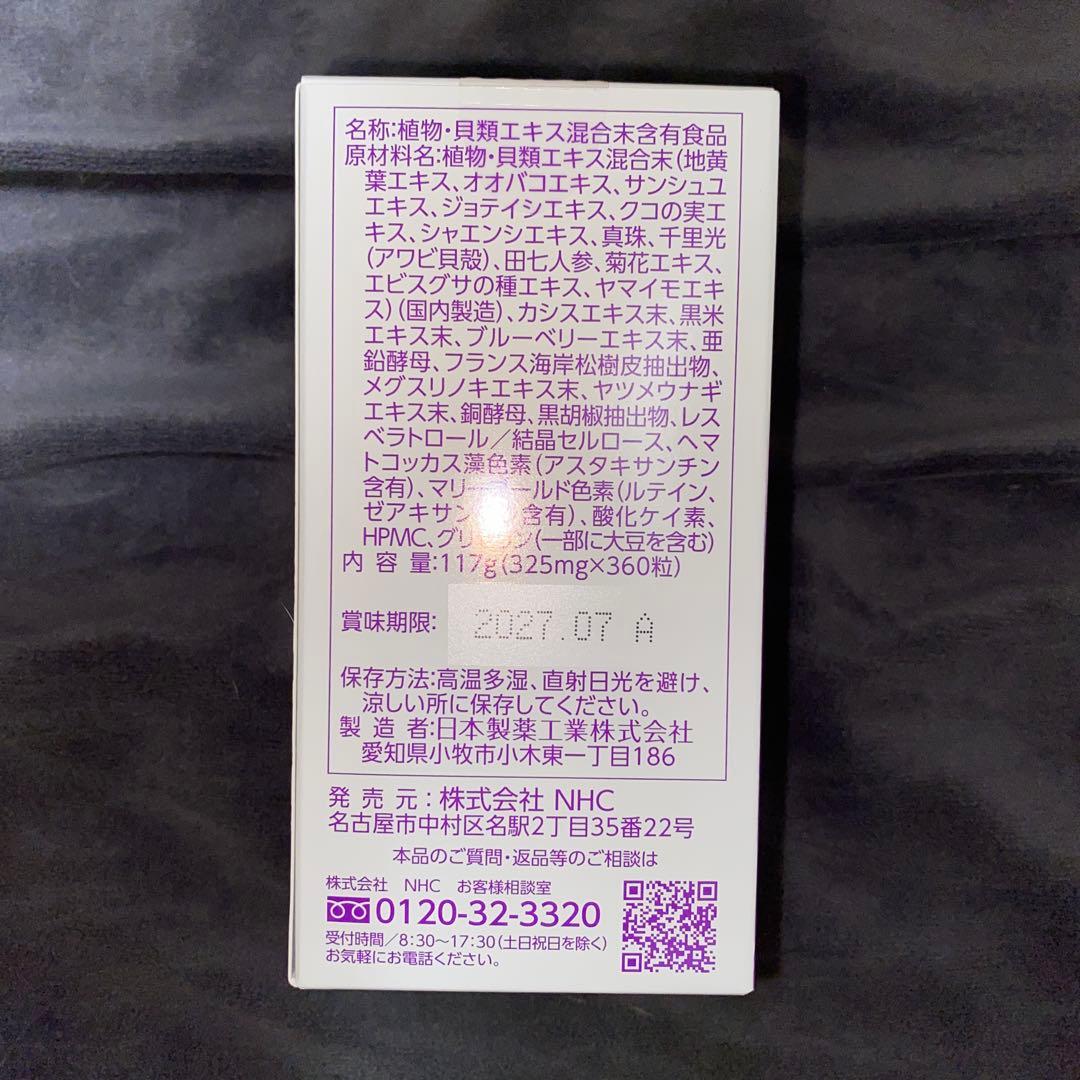 名称:植物・貝類エキス混合末含有食品
原材料名:植物・貝類エキス混合末(地黄
葉エキス、オオバコエキス、サンシュユ
エキス、ジョテイシエキス、クコの実エ
キス、シャエンシエキス、真珠、千里光
(アワビ貝殻)、田七人参、菊花エキス、
エビスグサの種エキス、ヤマイモエキ
ス)(国内製造)、カシスエキス末、黒米
エキス末、ブルーベリーエキス末、亜
鉛酵母、フランス海岸松樹皮抽出物、
メグスリノキエキス末、ヤツメウナギ
エキス末、銅酵母、黒胡椒抽出物、レス
ベラトロール/結晶セルロース、ヘマ
トコッカス藻色素(アスタキサンチン
含有)、マリーゴールド色素(ルテイン、
ゼアキサン 含有)、酸化ケイ素、
HPMC、グリ ン(一部に大豆を含む)
内容量:117g(325mg×360粒)
賞味期限: 2027.07 A
保存方法:高温多湿、直射日光を避け、
涼しい所に保存してください。
製造者:日本製薬工業株式会社
愛知県小牧市小木東一丁目186
発売元:株式会社 NHC
名古屋市中村区名駅2丁目35番22号
本品のご質問・返品等のご相談は
株式会社 NHC お客様相談室
0120-32-3320
受付時間/8:30~17:30(土日祝日を除く)
お気軽にお電話ください。